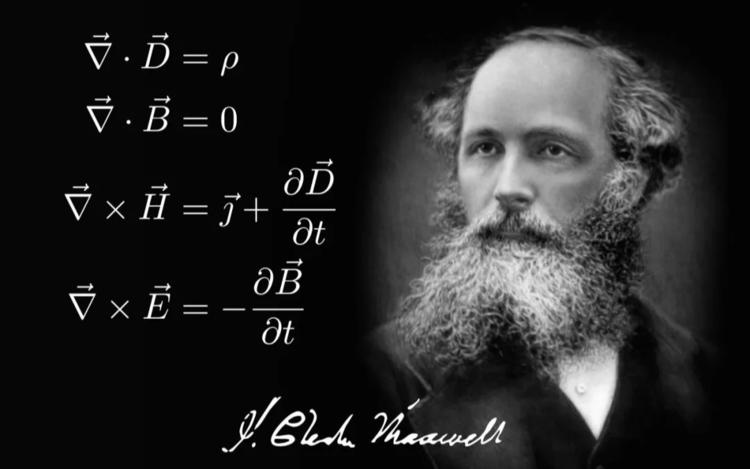 ∇⃗ · D⃗ = ρ
∇⃗ · B⃗ = 0
∇⃗ × H⃗ = ȷ⃗ + ∂D⃗/∂t
∇⃗ × E⃗ = −∂B⃗/∂t
J. Clerk Maxwell